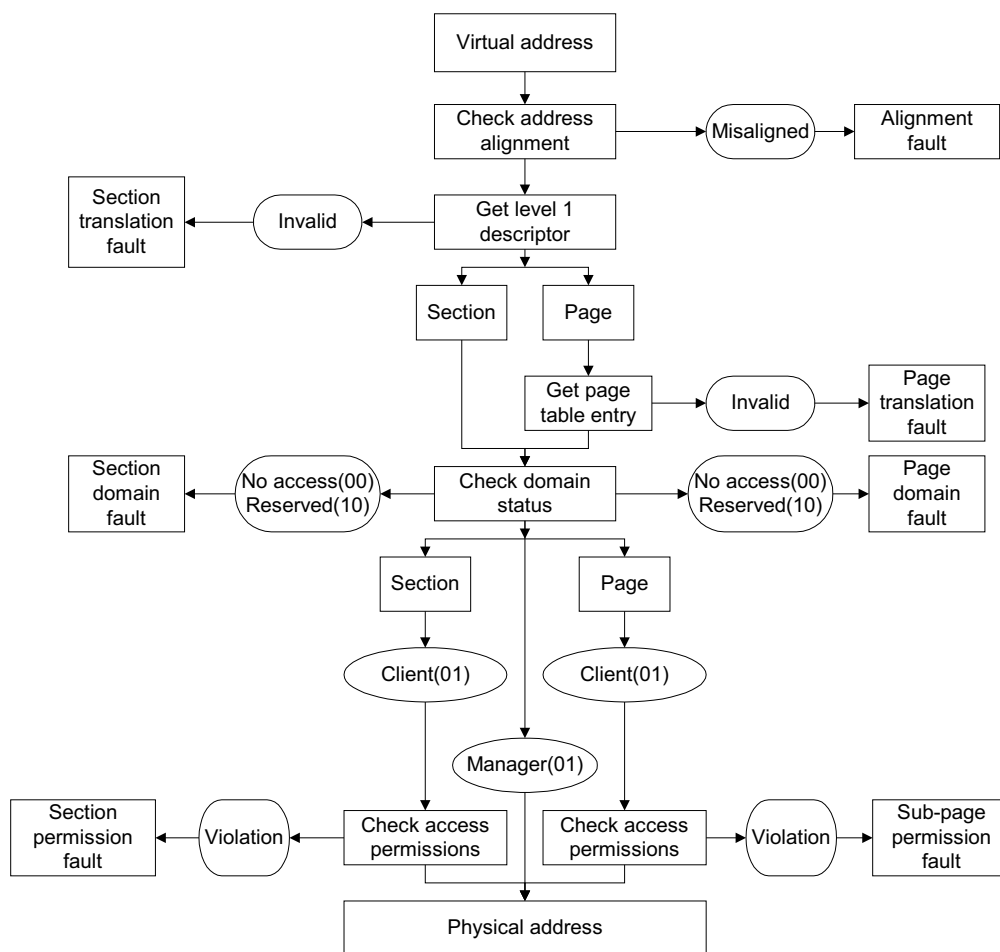 Virtual address
Check address
alignment
Misaligned
Alignment
fault
Section
translation
fault
Invalid
Get level 1
descriptor
Section
Page
Get page
table entry
Invalid
Page
translation
fault
Section
domain
fault
No access(00)
Reserved(10)
Check domain
status
No access(00)
Reserved(10)
Page
domain
fault
Section
Page
Client(01)
Client(01)
Manager(01)
Section
permission
fault
Violation
Check access
permissions
Check access
permissions
Violation
Sub-page
permission
fault
Physical address